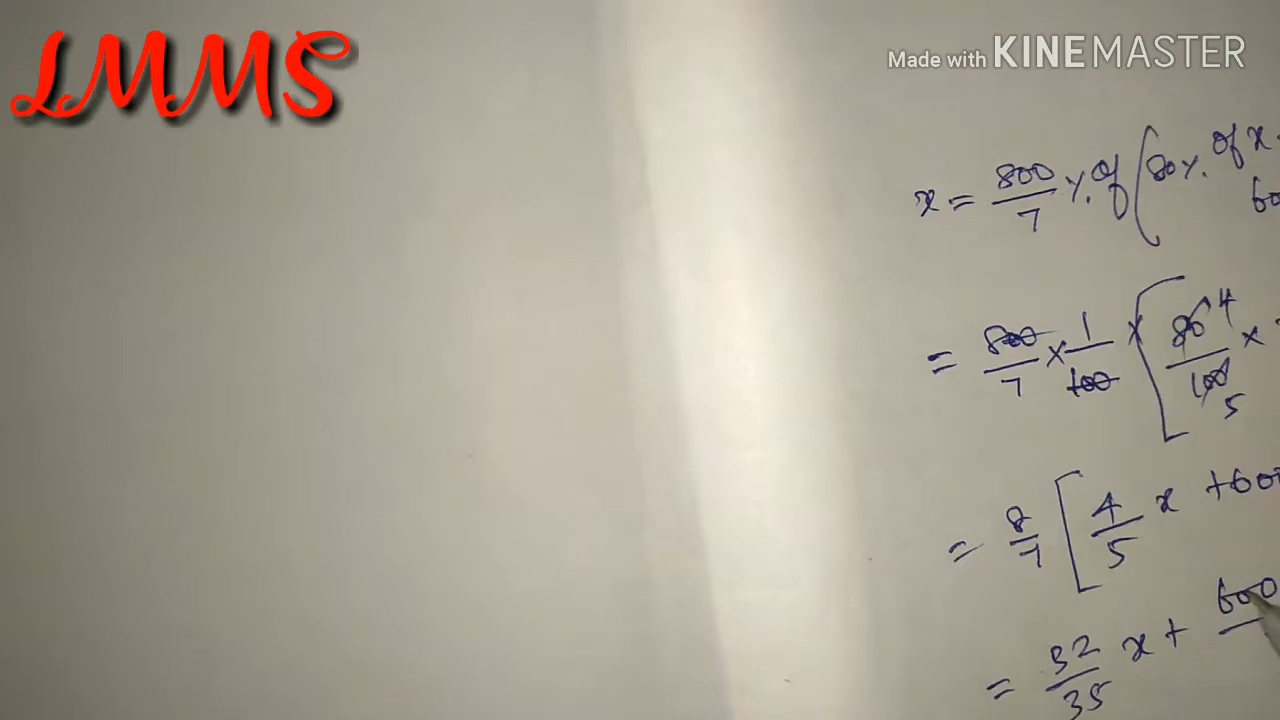 LMMS
Made with KINEMASTER
x = 800/7 % of (80% of x
60
= 800/7 × 1/100 × [80 4/100 5 ×
= 8/7 [4/5 x + 600
= 32/35 x + 600